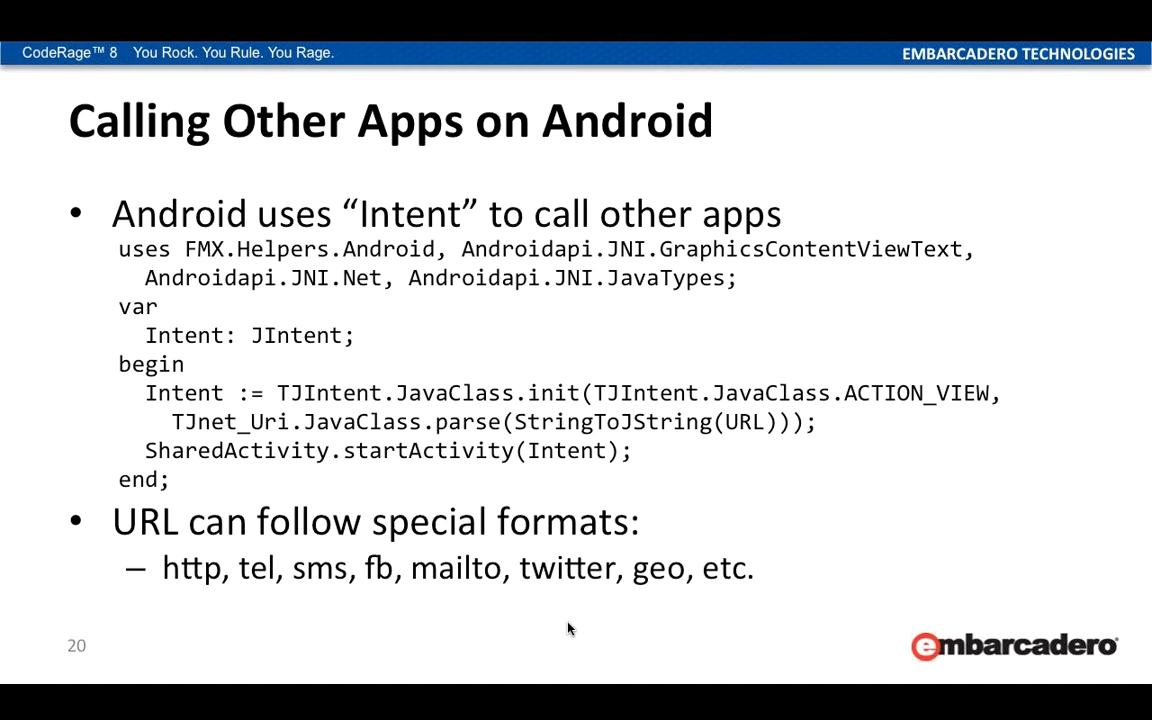 CodeRage™ 8 You Rock. You Rule. You Rage.
EMBARCADERO TECHNOLOGIES
Calling Other Apps on Android
• Android uses “Intent” to call other apps
uses FMX.Helpers.Android, Androidapi.JNI.GraphicsContentViewText,
Androidapi.JNI.Net, Androidapi.JNI.JavaTypes;
var
Intent: JIntent;
begin
Intent := TJIntent.JavaClass.init(TJIntent.JavaClass.ACTION_VIEW,
TJnet_Uri.JavaClass.parse(StringToJString(URL)));
SharedActivity.startActivity(Intent);
end;
• URL can follow special formats:
– http, tel, sms, fb, mailto, twitter, geo, etc.
20
embarcadero